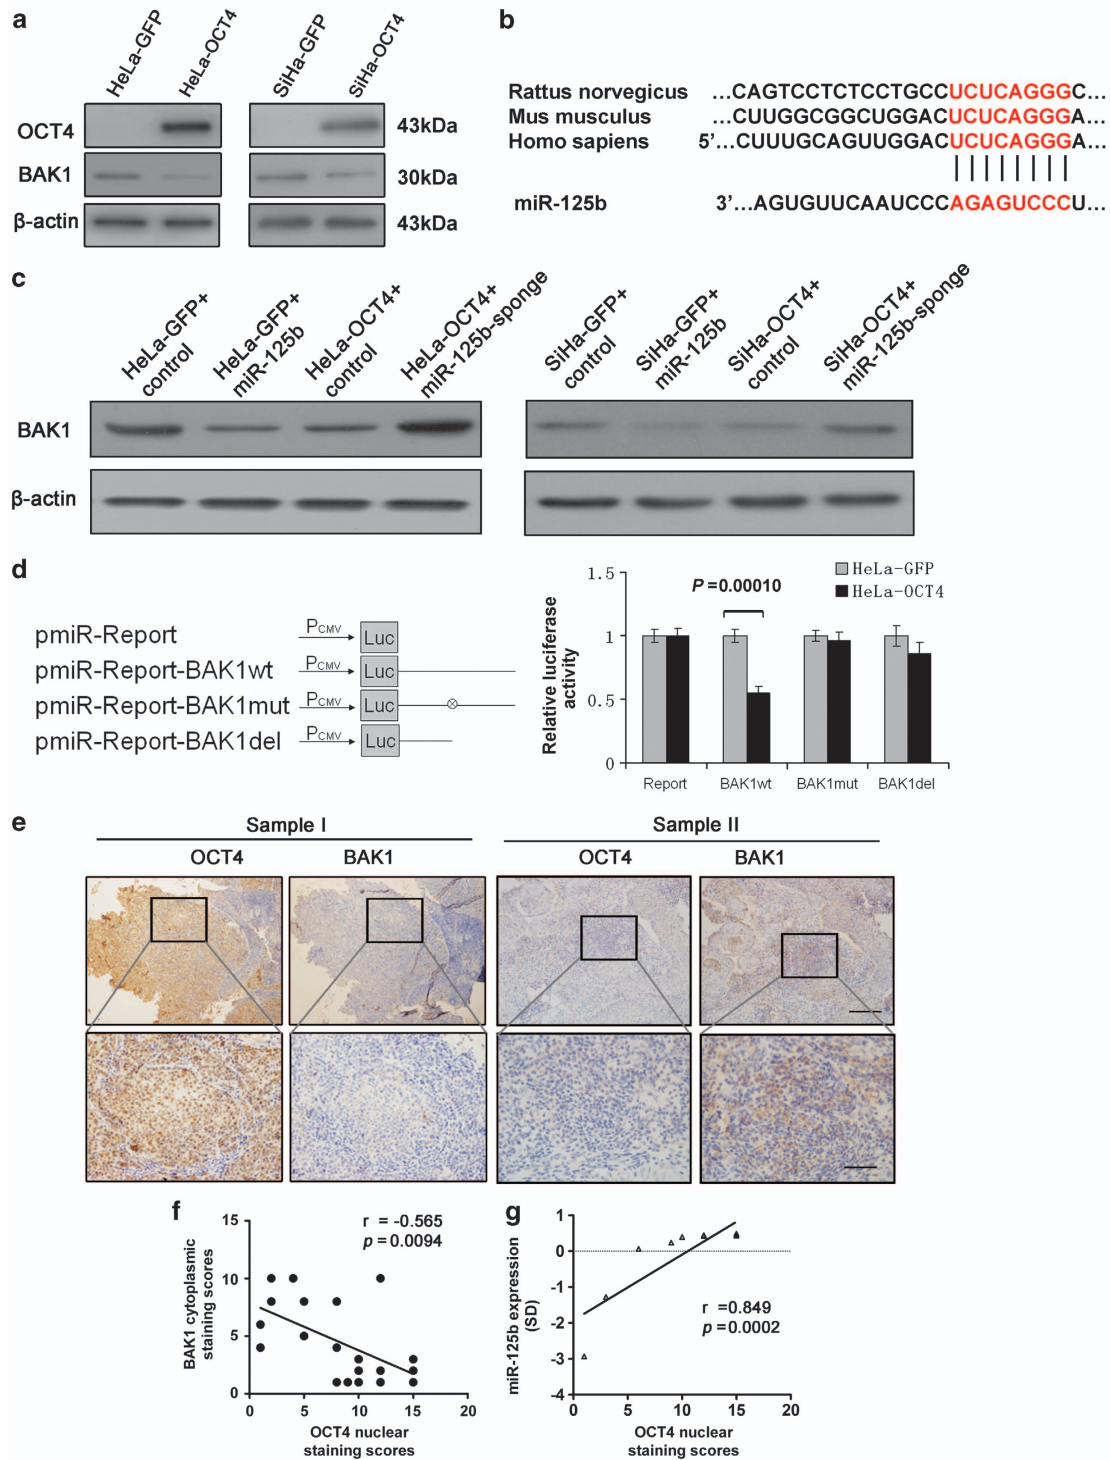 a
HeLa-GFP
HeLa-OCT4
SiHa-GFP
SiHa-OCT4
OCT4
43kDa
BAK1
30kDa
β-actin
43kDa
b
Rattus norvegicus ...CAGTCCTCTCCTGCCUCUCAGGGC...
Mus musculus ...CUUGGCGGCUGGACUCUCAGGGA...
Homo sapiens 5’...CUUUGCAGUUGGACUCUCAGGGA...
miR-125b 3’...AGUGUUCAAUCCCAGAGUCCCU...
c
HeLa-GFP+
control
HeLa-GFP+
miR-125b
HeLa-OCT4+
control
HeLa-OCT4+
miR-125b-sponge
SiHa-GFP+
control
SiHa-GFP+
miR-125b
SiHa-OCT4+
control
SiHa-OCT4+
miR-125b-sponge
BAK1
β-actin
d
pmiR-Report PCMV Luc
pmiR-Report-BAK1wt PCMV Luc
pmiR-Report-BAK1mut PCMV Luc
pmiR-Report-BAK1del PCMV Luc
Relative luciferase
activity
1.5
1
0.5
0
P=0.00010
HeLa-GFP
HeLa-OCT4
Report BAK1wt BAK1mut BAK1del
e
Sample I Sample II
OCT4 BAK1 OCT4 BAK1
f
BAK1 cytoplasmic
staining scores
15
10
5
0
r = -0.565
p = 0.0094
0 5 10 15 20
OCT4 nuclear
staining scores
g
miR-125b expression
(SD)
1
0
-1
-2
-3
-4
r =0.849
p =0.0002
0 5 10 15 20
OCT4 nuclear
staining scores